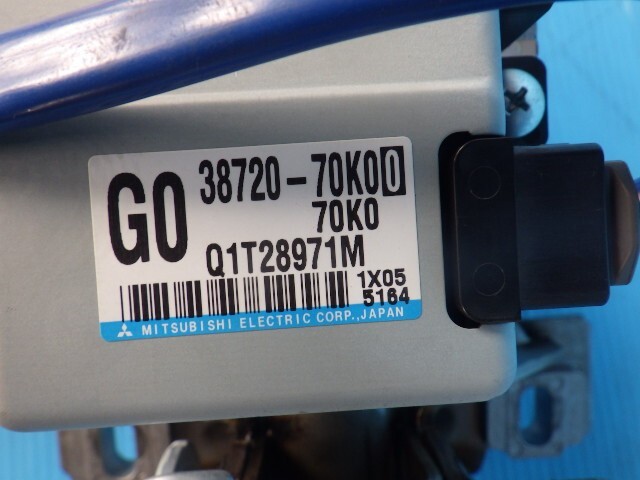 G0
38720-70K00
70K0
Q1T28971M
1X05
5164
MITSUBISHI ELECTRIC CORP.,JAPAN